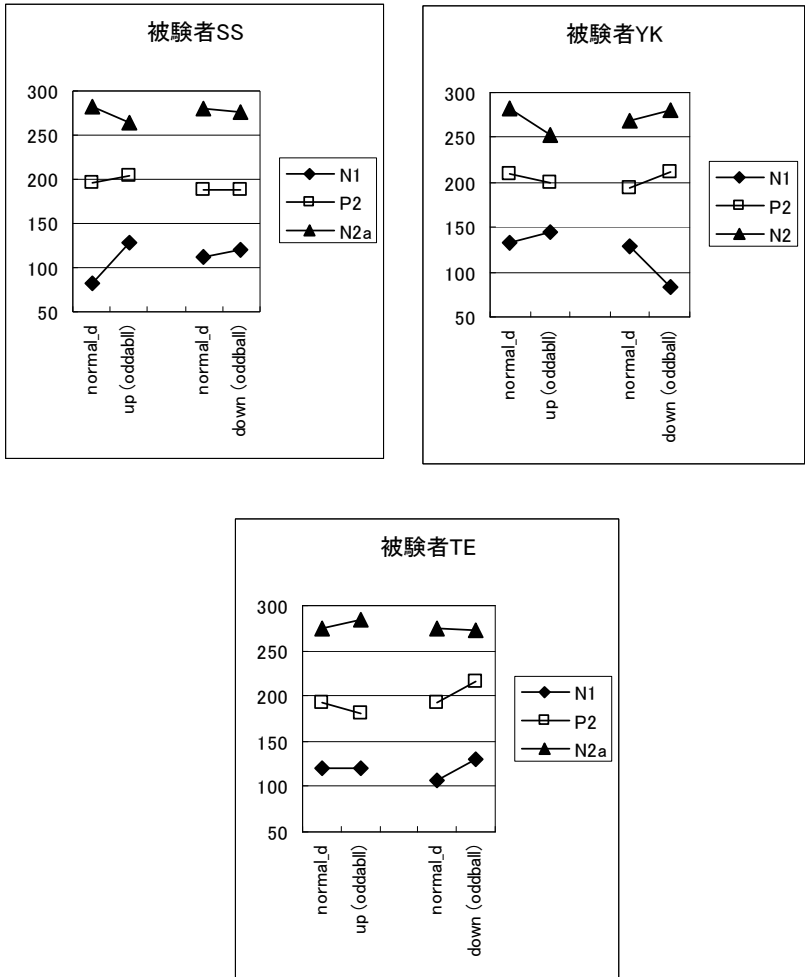 被験者SS
300
250
200
150
100
50
normal_d
up (oddabll)
normal_d
down (oddball)
N1
P2
N2a
被験者YK
300
250
200
150
100
50
normal_d
up (oddball)
normal_d
down (oddball)
N1
P2
N2
被験者TE
300
250
200
150
100
50
normal_d
up (oddabll)
normal_d
down (oddball)
N1
P2
N2a